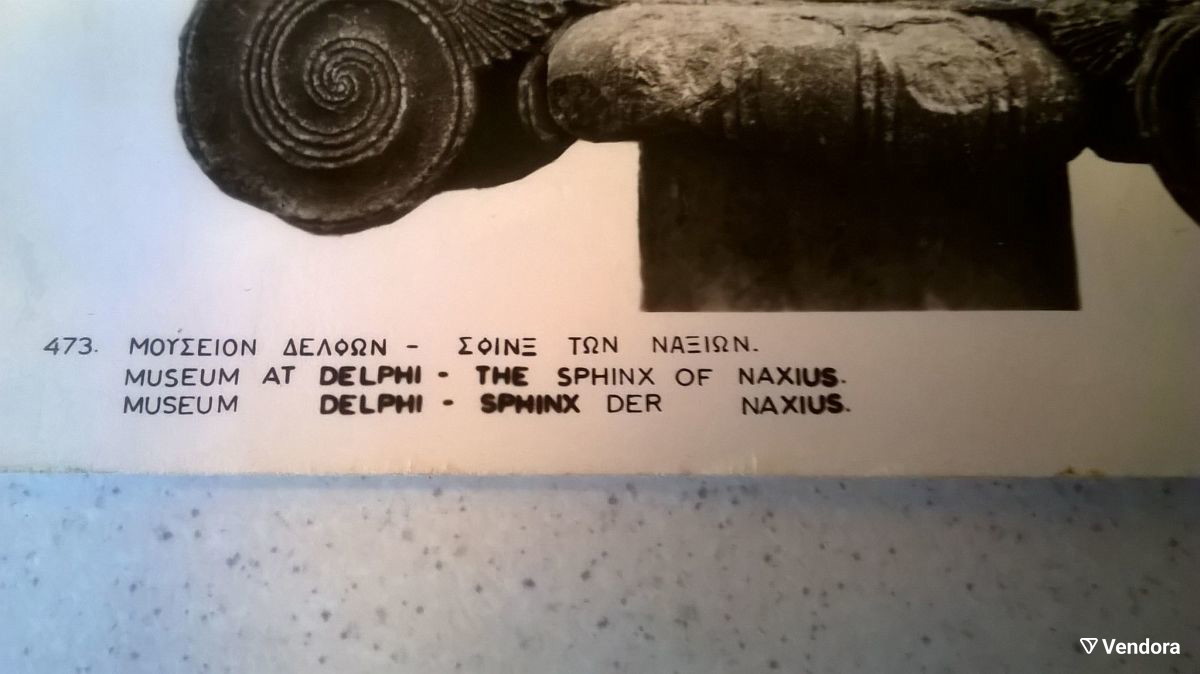 473. ΜΟΥΣΕΙΟΝ ΔΕΛΦΩΝ - ΣΦΙΝΞ ΤΩΝ ΝΑΞΙΩΝ.
MUSEUM AT DELPHI - THE SPHINX OF NAXIUS.
MUSEUM DELPHI - SPHINX DER NAXIUS.
Vendora